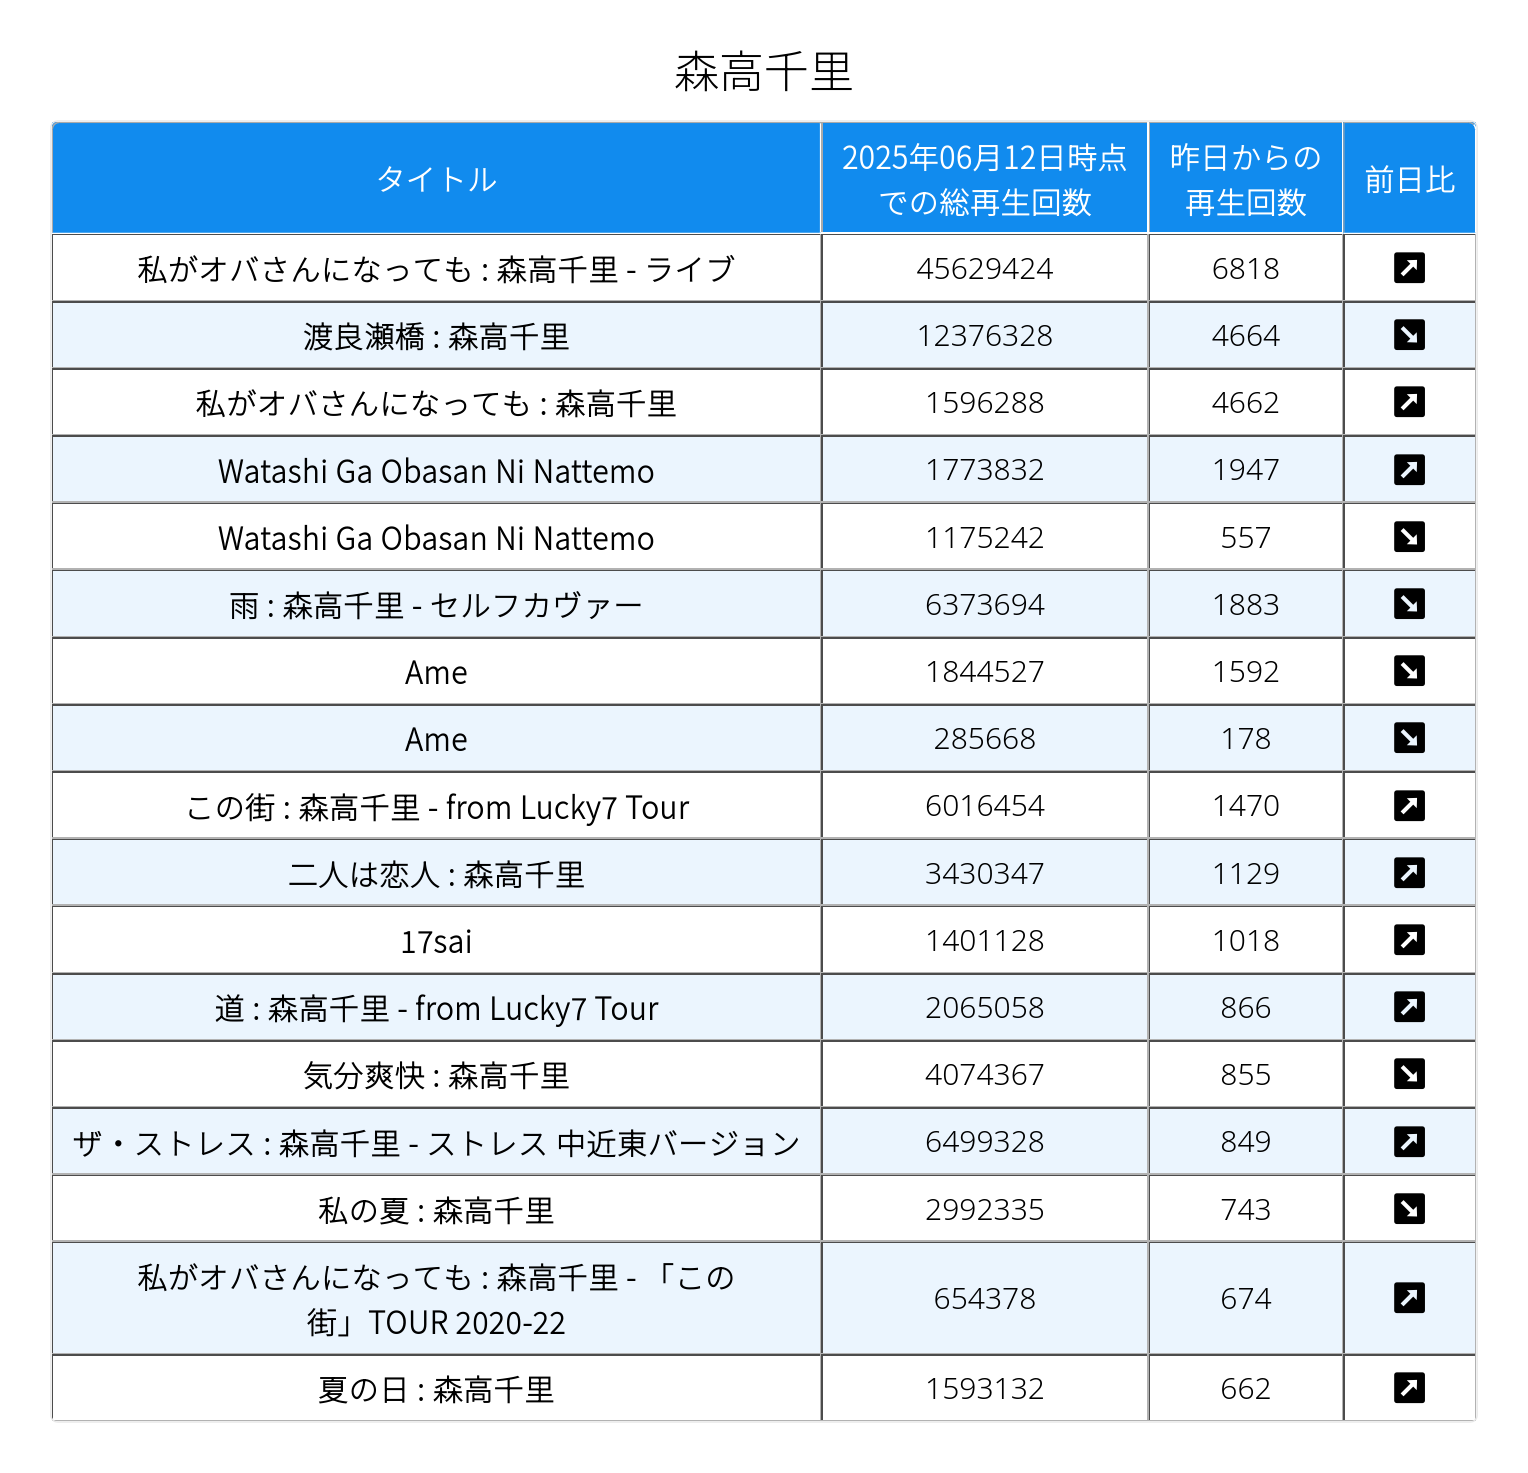 森高千里
タイトル
2025年06月12日時点
での総再生回数
昨日からの
再生回数
前日比
私がオバさんになっても : 森高千里 - ライブ 45629424 6818
渡良瀬橋 : 森高千里 12376328 4664
私がオバさんになっても : 森高千里 1596288 4662
Watashi Ga Obasan Ni Nattemo 1773832 1947
Watashi Ga Obasan Ni Nattemo 1175242 557
雨 : 森高千里 - セルフカヴァー 6373694 1883
Ame 1844527 1592
Ame 285668 178
この街 : 森高千里 - from Lucky7 Tour 6016454 1470
二人は恋人 : 森高千里 3430347 1129
17sai 1401128 1018
道 : 森高千里 - from Lucky7 Tour 2065058 866
気分爽快 : 森高千里 4074367 855
ザ・ストレス : 森高千里 - ストレス 中近東バージョン 6499328 849
私の夏 : 森高千里 2992335 743
私がオバさんになっても : 森高千里 - 「この
街」TOUR 2020-22 654378 674
夏の日 : 森高千里 1593132 662